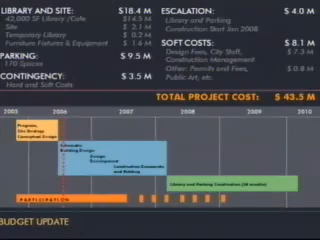 LIBRARY AND SITE: $18.4 M
42,000 SF Library /Cafe $14.5 M
Site $ 2.1 M
Temporary Library $ 0.2 M
Furniture Fixtures & Equipment $ 1.6 M
PARKING: $ 9.5 M
170 Spaces
CONTINGENCY: $ 3.5 M
Hard and Soft Costs
ESCALATION: $ 4.0 M
Library and Parking
Construction Start Jan 2008
SOFT COSTS: $ 8.1 M
Design Fees, City Staff, $ 7.3 M
Construction Management
Other: Permits and Fees, $ 0.8 M
Public Art, etc.
TOTAL PROJECT COST: $ 43.5 M
2005 2006 2007 2008 2009 2010
Program,
Site Strategy
Conceptual Design
Schematic
Building Design
Design
Development
Construction Documents
and Bidding
Library and Parking Construction (28 months)
PARTICIPATION
BUDGET UPDATE